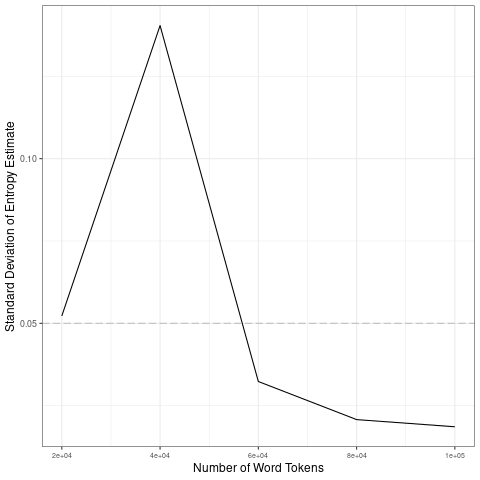 Standard Deviation of Entropy Estimate
0.10
0.05
2e+04 4e+04 6e+04 8e+04 1e+05
Number of Word Tokens